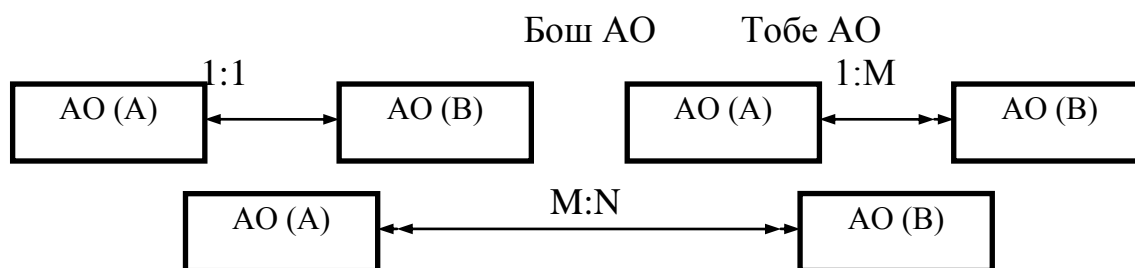 Бош АО Тобе АО
1:1 1:М
АО (А) АО (В) АО (А) АО (В)
М:N
АО (А) АО (В)